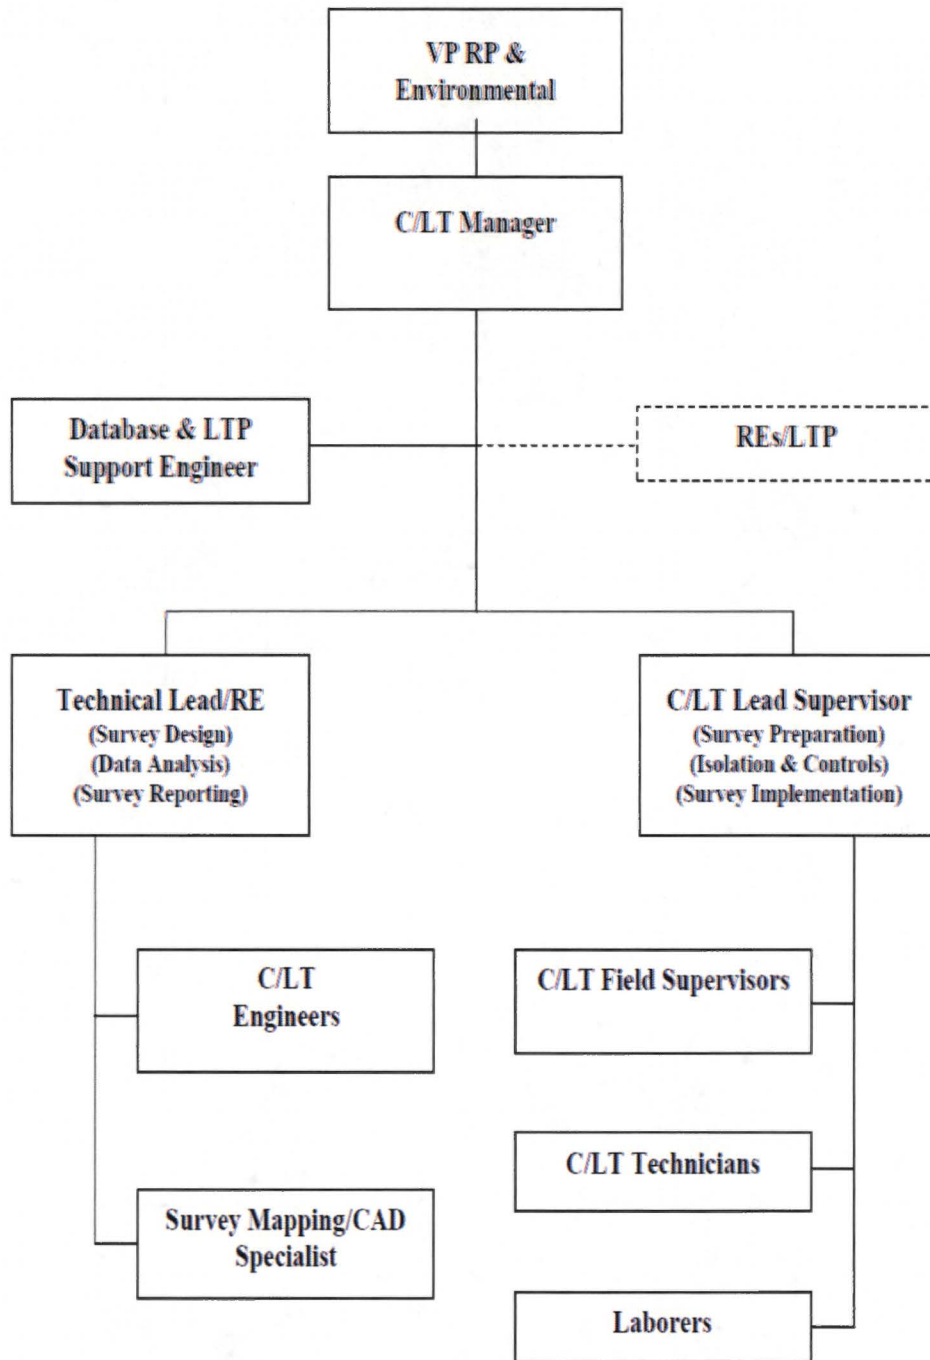 VP RP &
Environmental
C/LT Manager
Database & LTP
Support Engineer
REs/LTP
Technical Lead/RE
(Survey Design)
(Data Analysis)
(Survey Reporting)
C/LT Lead Supervisor
(Survey Preparation)
(Isolation & Controls)
(Survey Implementation)
C/LT
Engineers
C/LT Field Supervisors
C/LT Technicians
Survey Mapping/CAD
Specialist
Laborers